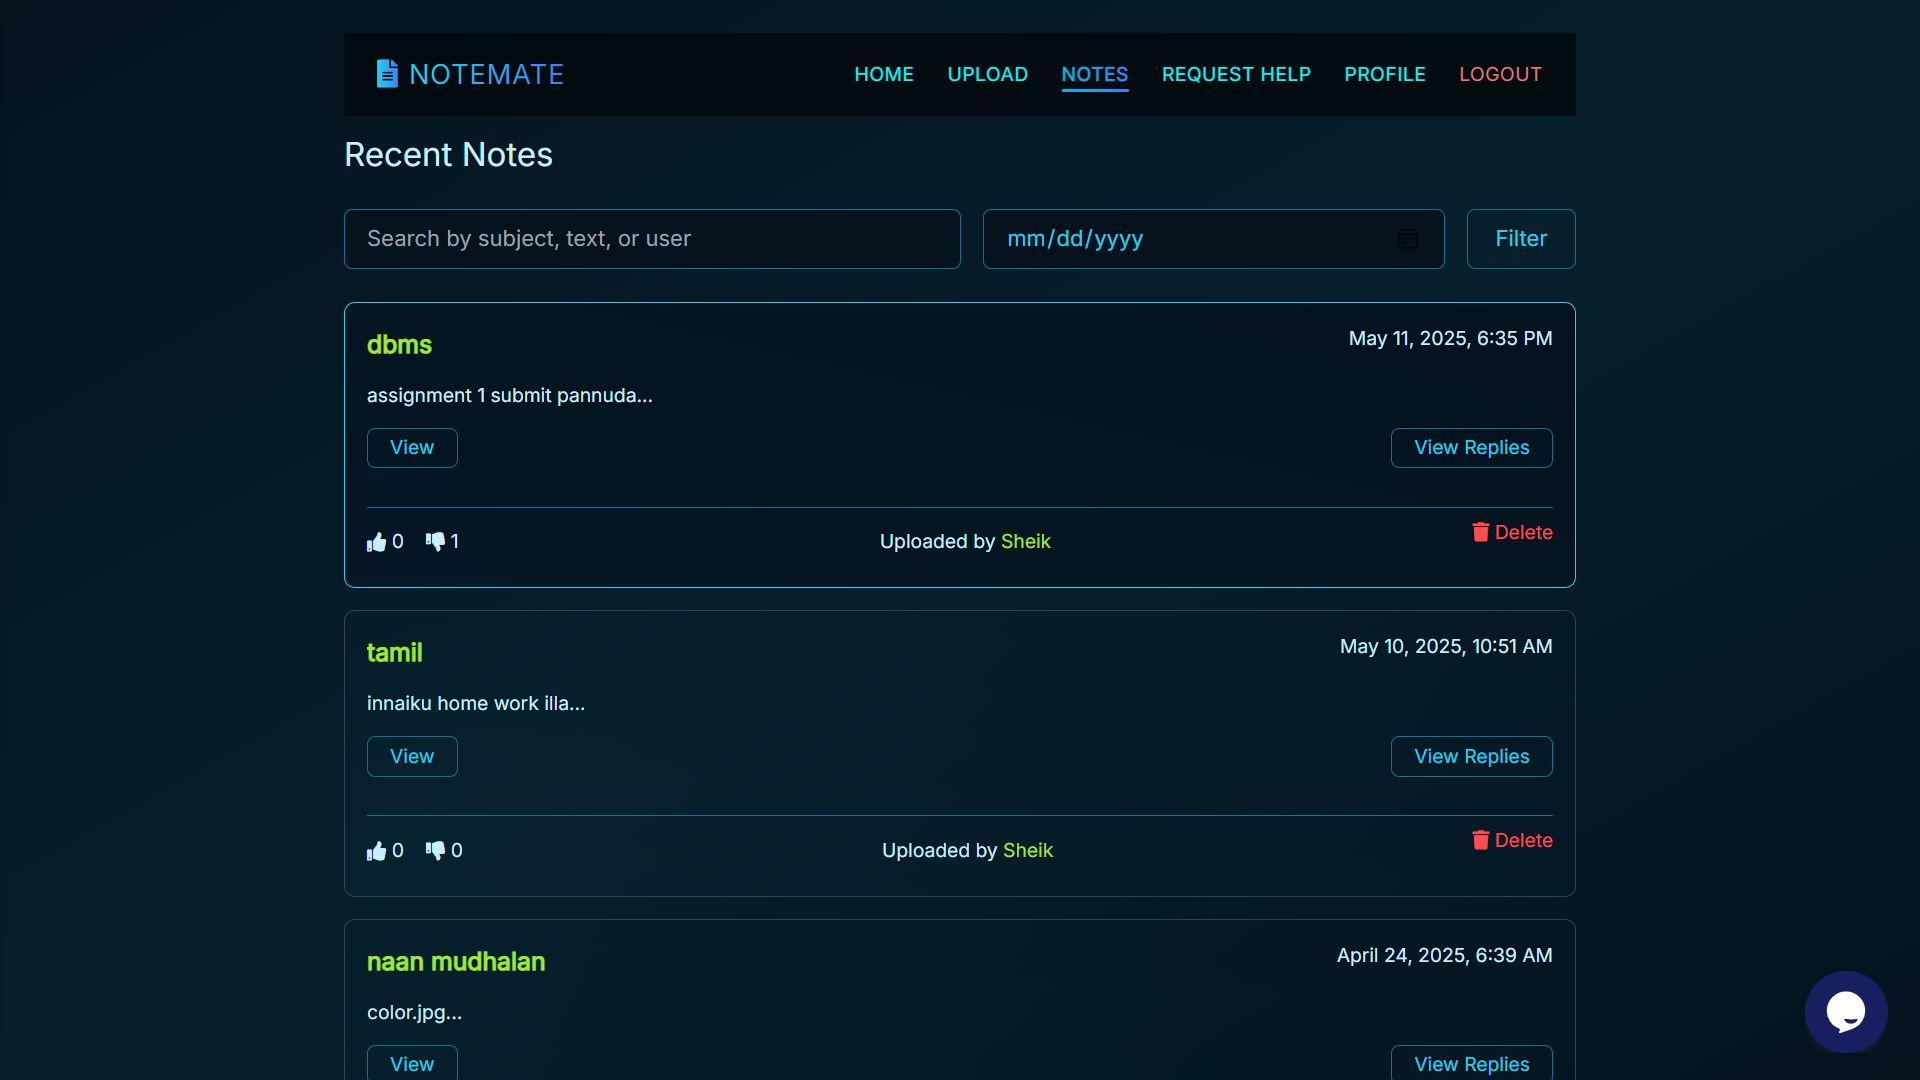 NOTEMATE
HOME UPLOAD NOTES REQUEST HELP PROFILE LOGOUT
Recent Notes
Search by subject, text, or user
mm/dd/yyyy
Filter
dbms
May 11, 2025, 6:35 PM
assignment 1 submit pannuda...
View
View Replies
0 1
Uploaded by Sheik
Delete
tamil
May 10, 2025, 10:51 AM
innaiku home work illa...
View
View Replies
0 0
Uploaded by Sheik
Delete
naan mudhalan
April 24, 2025, 6:39 AM
color.jpg...
View
View Replies